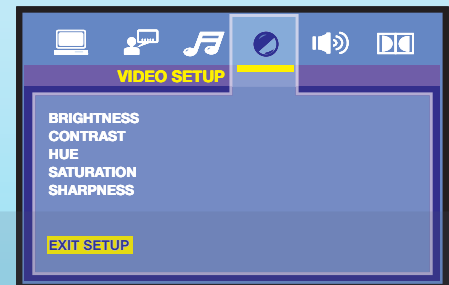 VIDEO SETUP
BRIGHTNESS
CONTRAST
HUE
SATURATION
SHARPNESS
EXIT SETUP